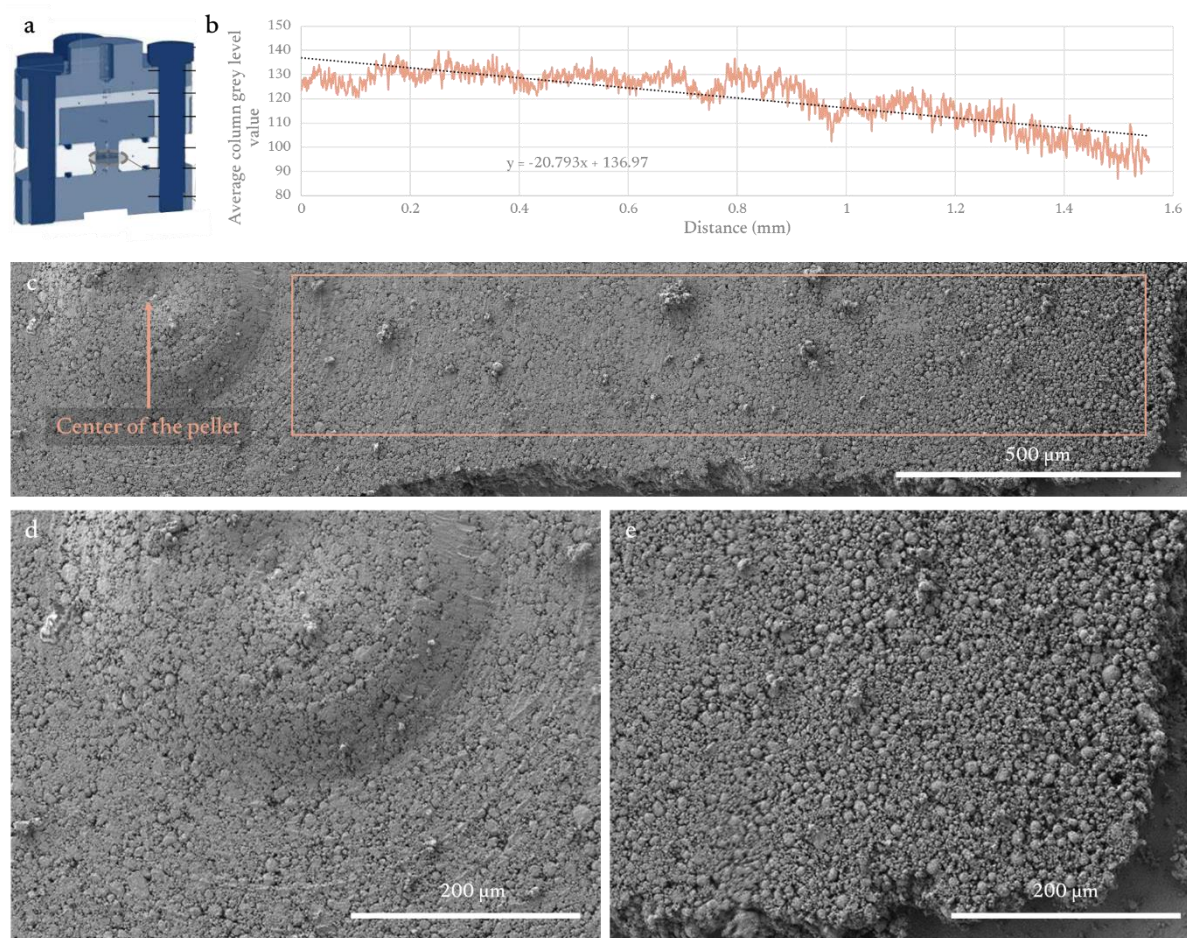 a
b
150
140
130
120
110
100
90
80
Average column grey level
value
y = -20.793x + 136.97
0
0.2
0.4
0.6
0.8
1
1.2
1.4
1.6
Distance (mm)
c
Center of the pellet
500 µm
d
200 µm
e
200 µm